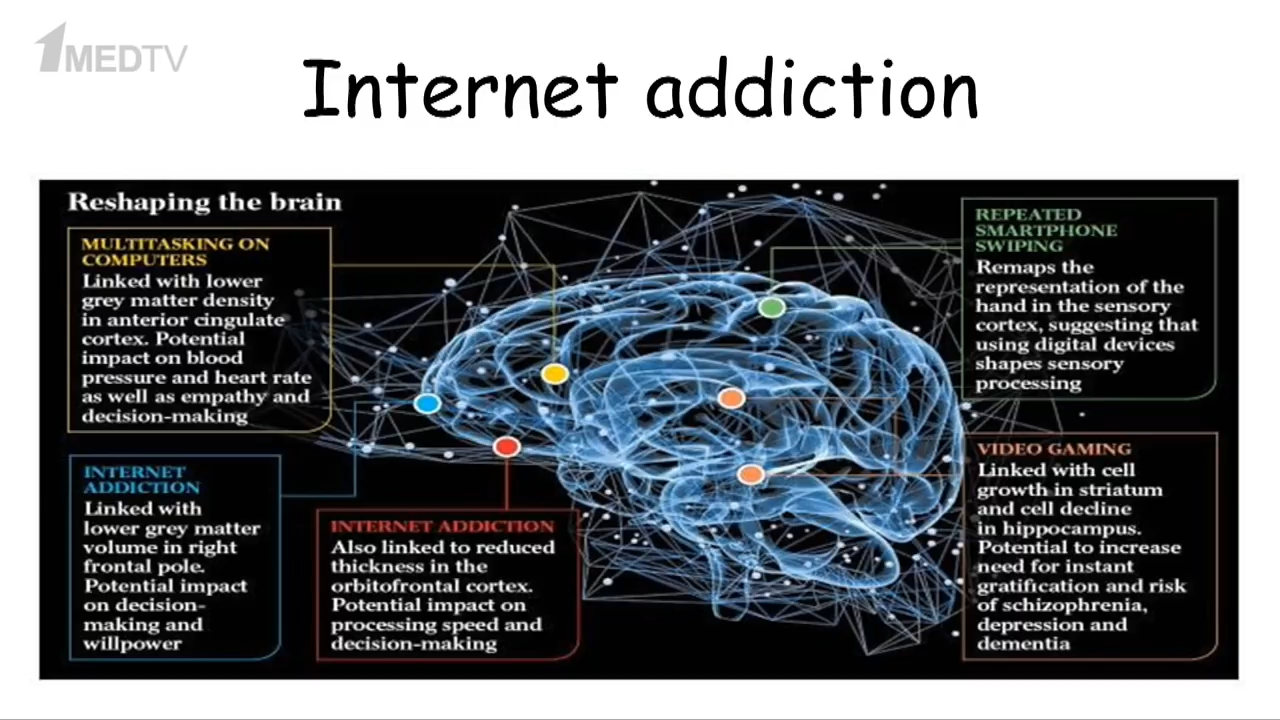 1MEDTV
Internet addiction
Reshaping the brain
MULTITASKING ON
COMPUTERS
Linked with lower
grey matter density
in anterior cingulate
cortex. Potential
impact on blood
pressure and heart rate
as well as empathy and
decision-making
INTERNET
ADDICTION
Linked with
lower grey matter
volume in right
frontal pole.
Potential impact
on decision-
making and
willpower
INTERNET ADDICTION
Also linked to reduced
thickness in the
orbitofrontal cortex.
Potential impact on
processing speed and
decision-making
REPEATED
SMARTPHONE
SWIPING
Remaps the
representation of the
hand in the sensory
cortex, suggesting that
using digital devices
shapes sensory
processing
VIDEO GAMING
Linked with cell
growth in striatum
and cell decline
in hippocampus.
Potential to increase
need for instant
gratification and risk
of schizophrenia,
depression and
dementia